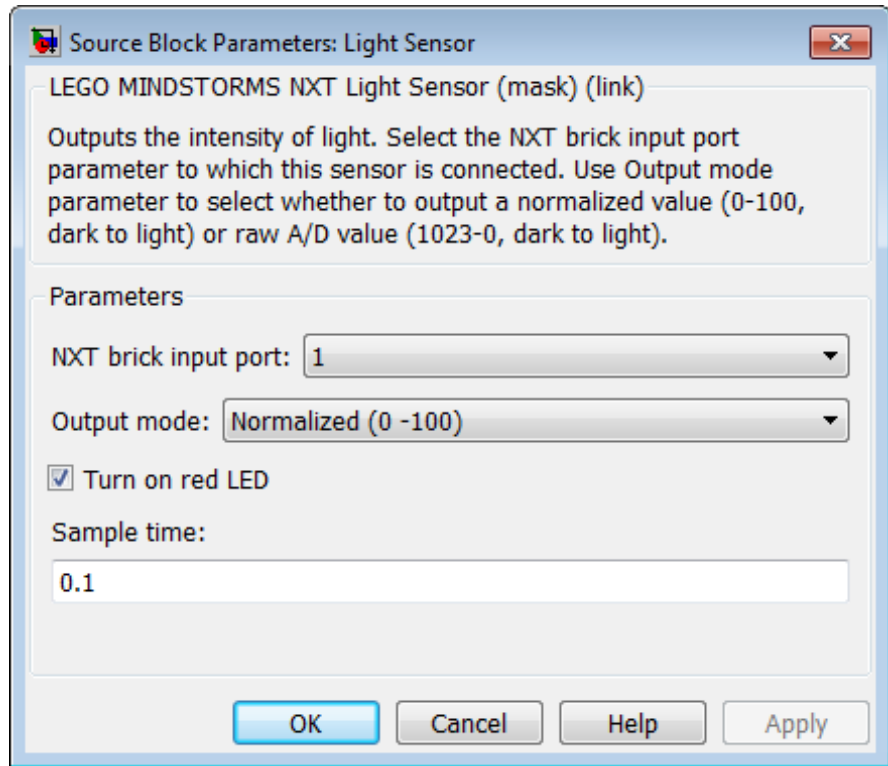 Source Block Parameters: Light Sensor
LEGO MINDSTORMS NXT Light Sensor (mask) (link)
Outputs the intensity of light. Select the NXT brick input port
parameter to which this sensor is connected. Use Output mode
parameter to select whether to output a normalized value (0-100,
dark to light) or raw A/D value (1023-0, dark to light).
Parameters
NXT brick input port: 1
Output mode: Normalized (0 -100)
Turn on red LED
Sample time:
0.1
OK Cancel Help Apply